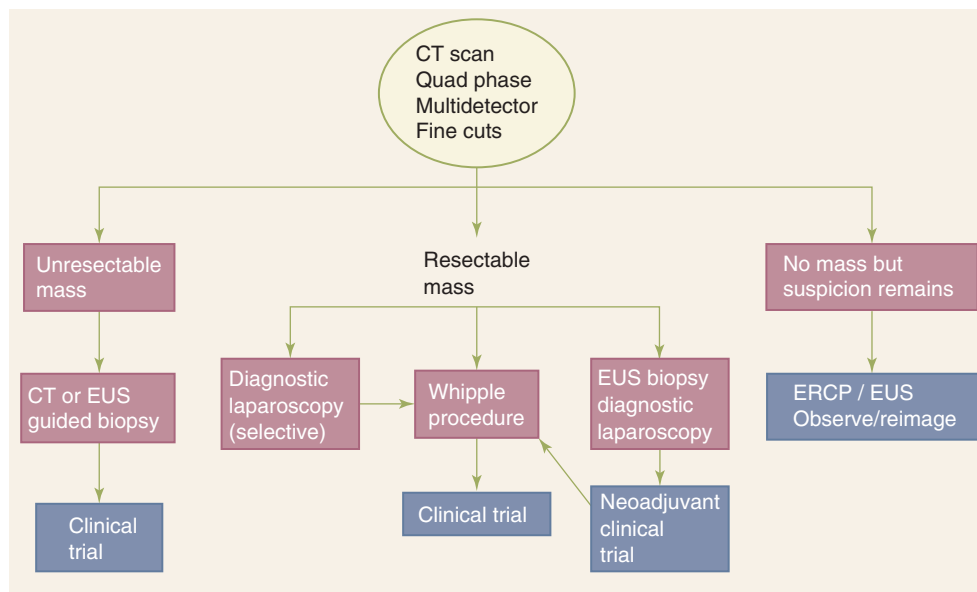 CT scan
Quad phase
Multidetector
Fine cuts
Unresectable
mass
Resectable
mass
No mass but
suspicion remains
CT or EUS
guided biopsy
Diagnostic
laparoscopy
(selective)
Whipple
procedure
EUS biopsy
diagnostic
laparoscopy
ERCP / EUS
Observe/reimage
Clinical
trial
Clinical trial
Neoadjuvant
clinical
trial